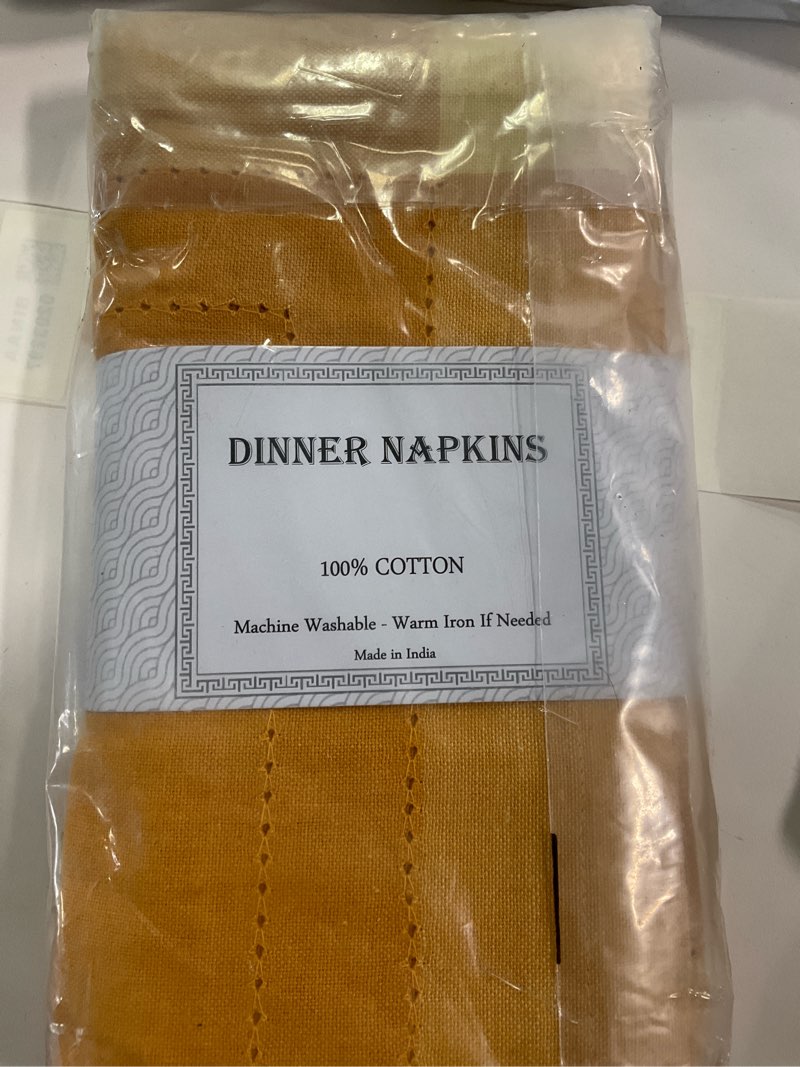 DINNER NAPKINS
100% COTTON
Machine Washable - Warm Iron If Needed
Made in India